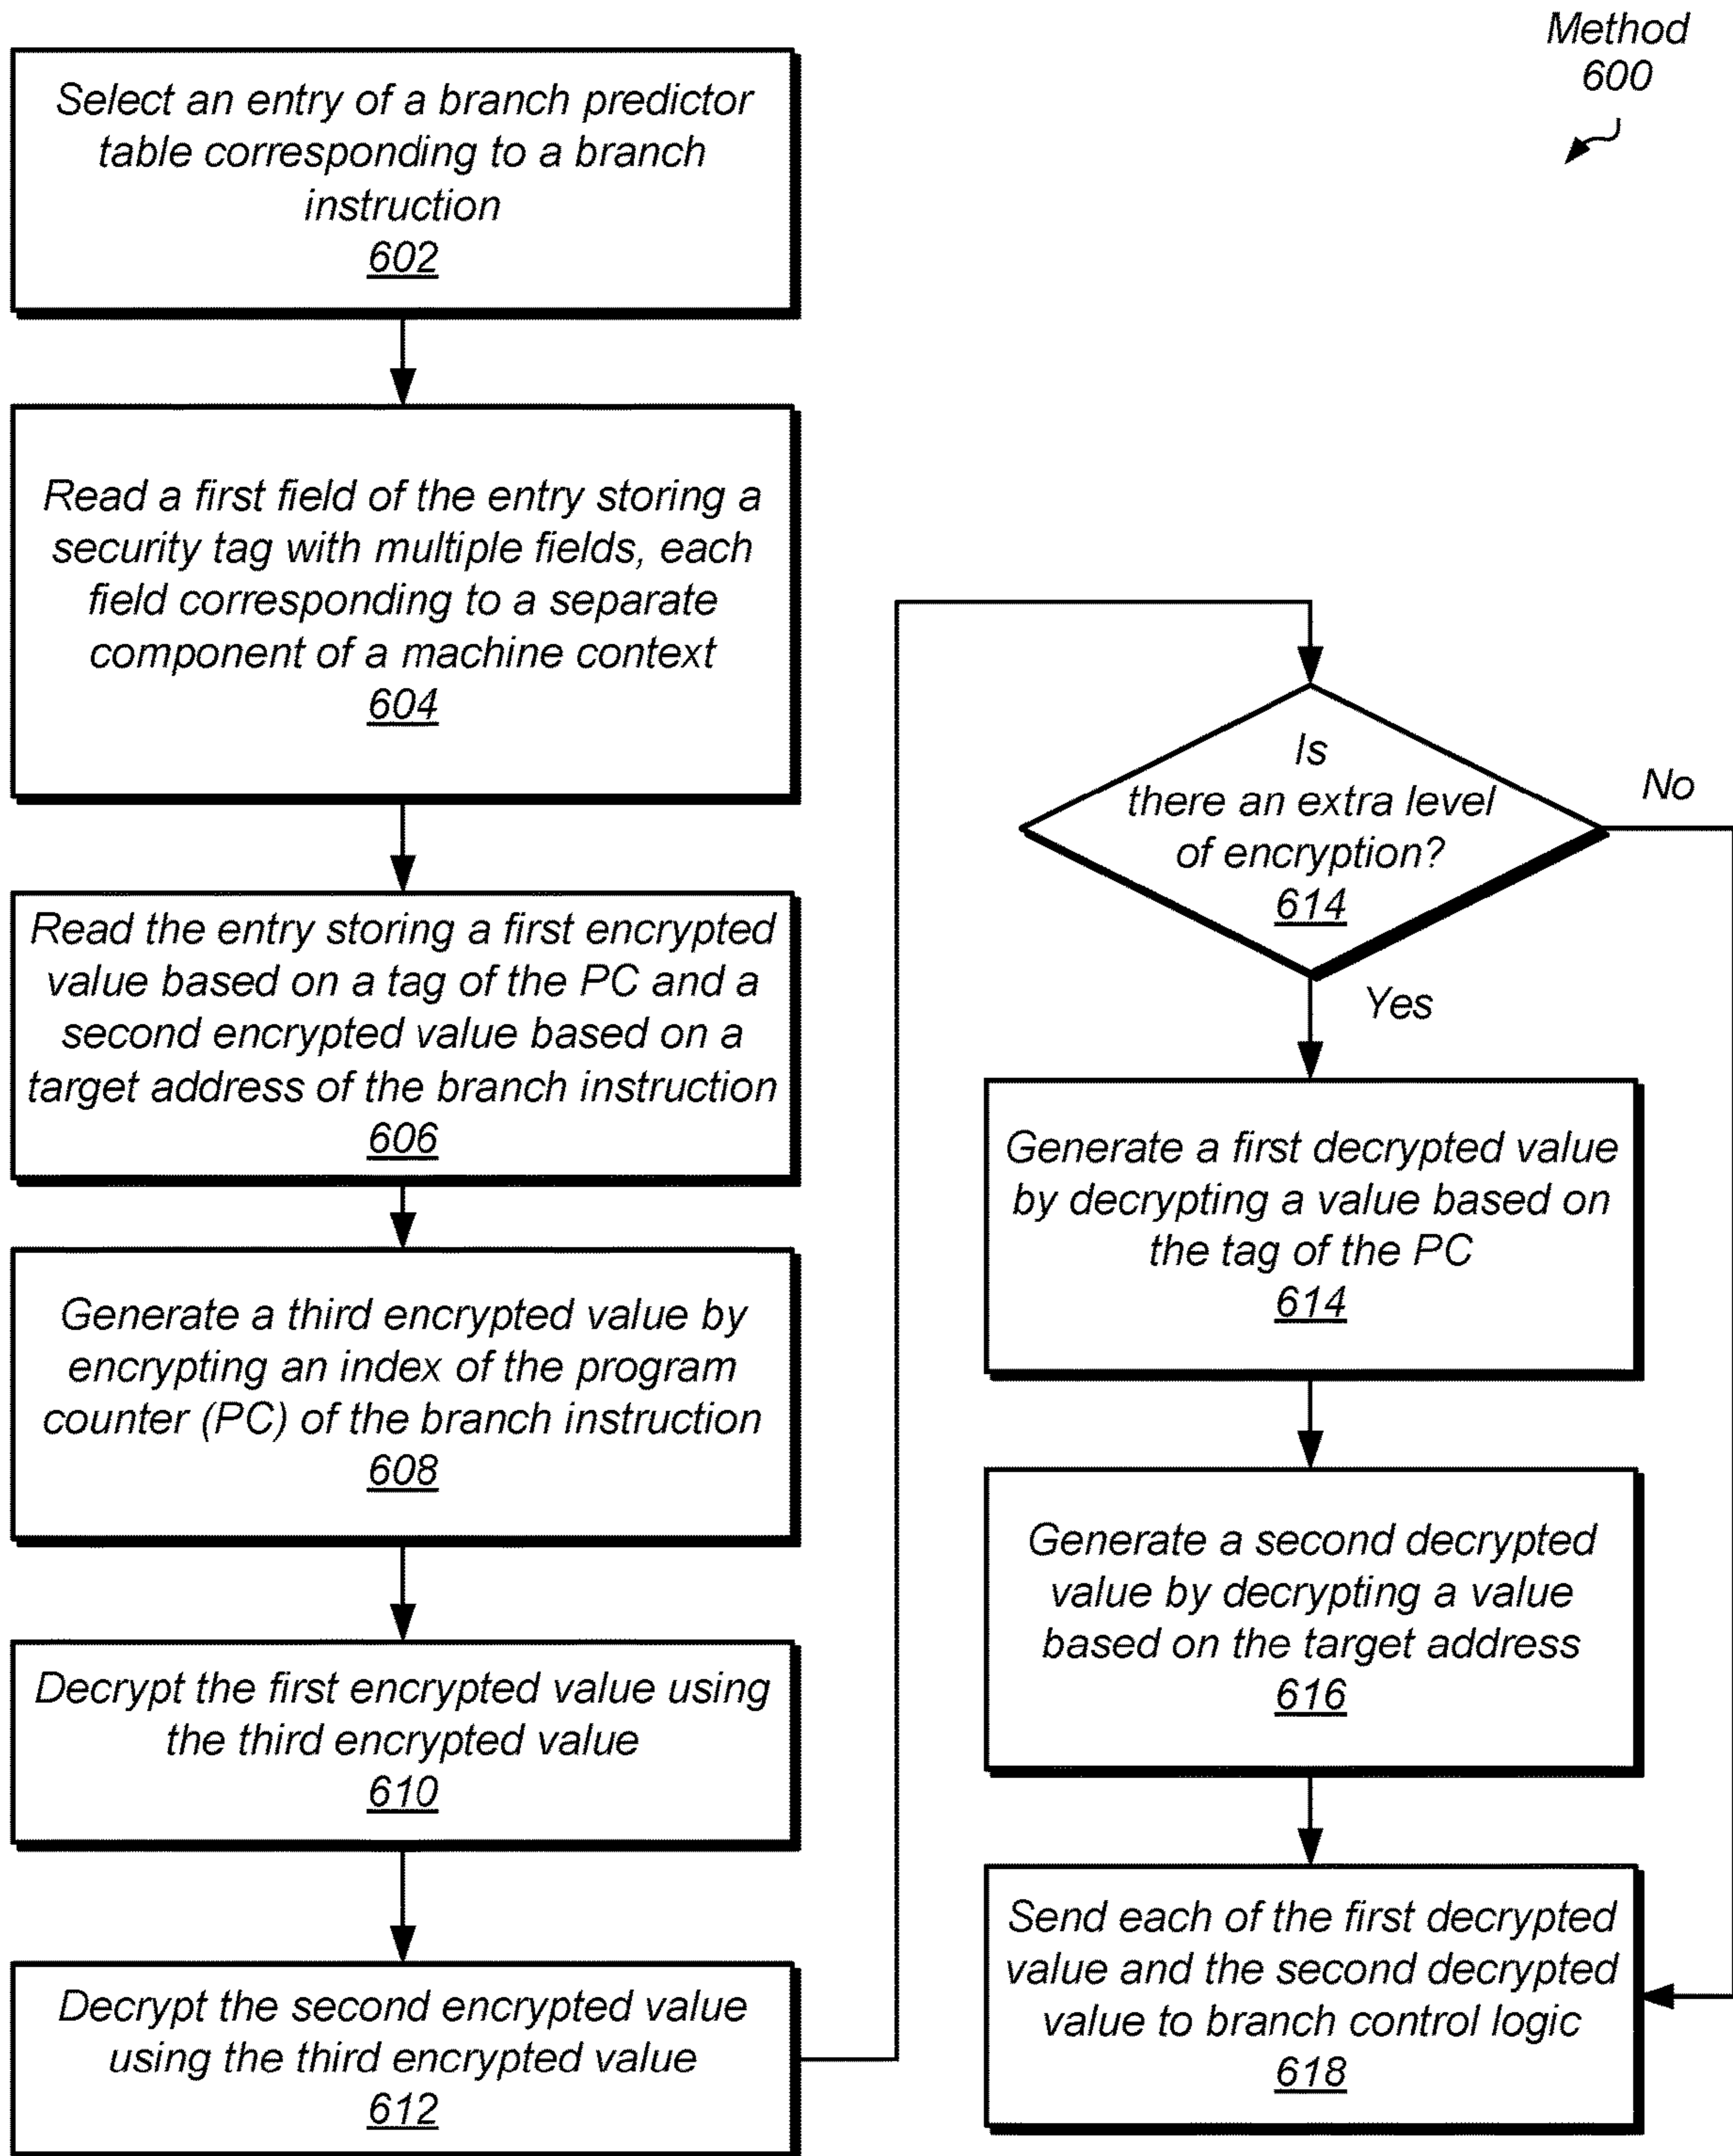 Method
600
Select an entry of a branch predictor
table corresponding to a branch
instruction
602
Read a first field of the entry storing a
security tag with multiple fields, each
field corresponding to a separate
component of a machine context
604
Read the entry storing a first encrypted
value based on a tag of the PC and a
second encrypted value based on a
target address of the branch instruction
606
Generate a third encrypted value by
encrypting an index of the program
counter (PC) of the branch instruction
608
Decrypt the first encrypted value using
the third encrypted value
610
Decrypt the second encrypted value
using the third encrypted value
612
Is
there an extra level
of encryption?
614
No
Yes
Generate a first decrypted value
by decrypting a value based on
the tag of the PC
614
Generate a second decrypted
value by decrypting a value
based on the target address
616
Send each of the first decrypted
value and the second decrypted
value to branch control logic
618